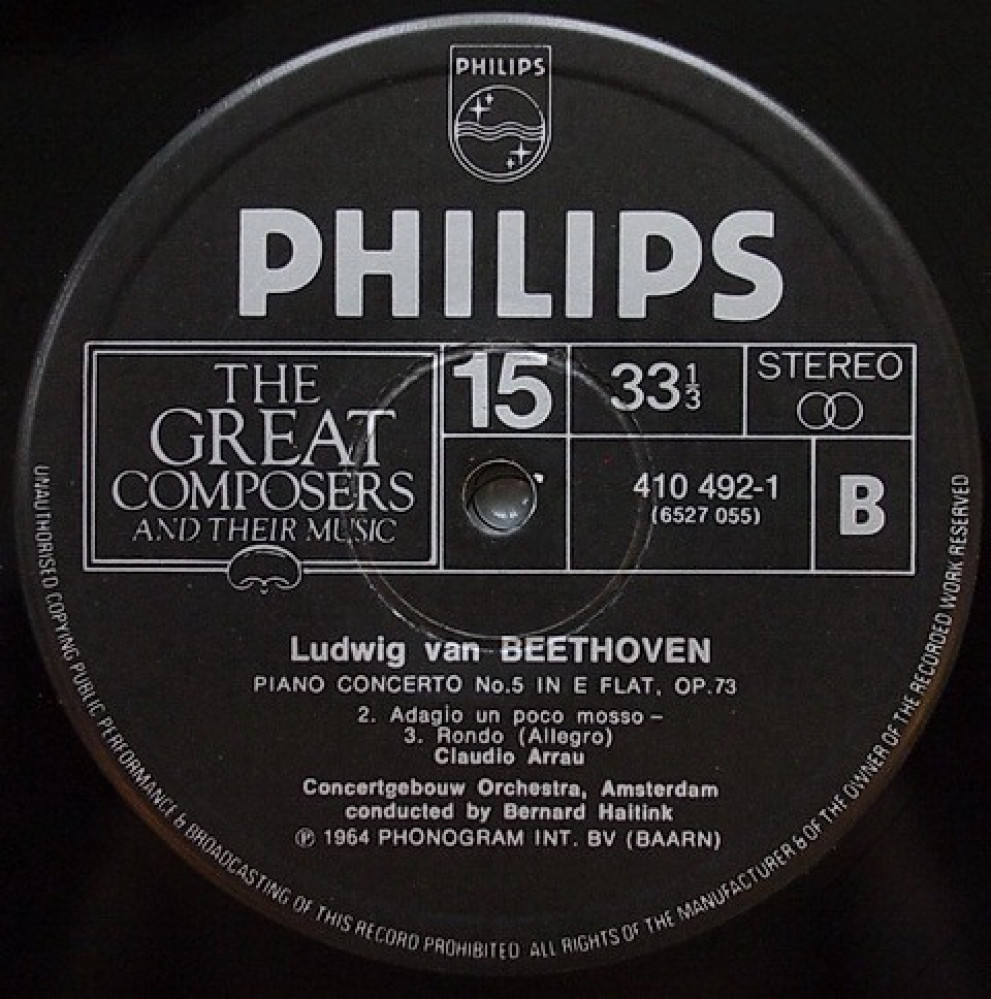 PHILIPS
PHILIPS
THE
GREAT
COMPOSERS
AND THEIR MUSIC
15
33⅓
STEREO
410 492-1
(6527 055)
B
Ludwig van BEETHOVEN
PIANO CONCERTO No.5 IN E FLAT, OP.73
2. Adagio un poco mosso –
3. Rondo (Allegro)
Claudio Arrau
Concertgebouw Orchestra, Amsterdam
conducted by Bernard Haitink
℗ 1964 PHONOGRAM INT. BV (BAARN)
UNAUTHORISED COPYING PUBLIC PERFORMANCE & BROADCASTING OF THIS RECORD PROHIBITED ALL RIGHTS OF THE MANUFACTURER & OF THE OWNER OF THE RECORDED WORK RESERVED